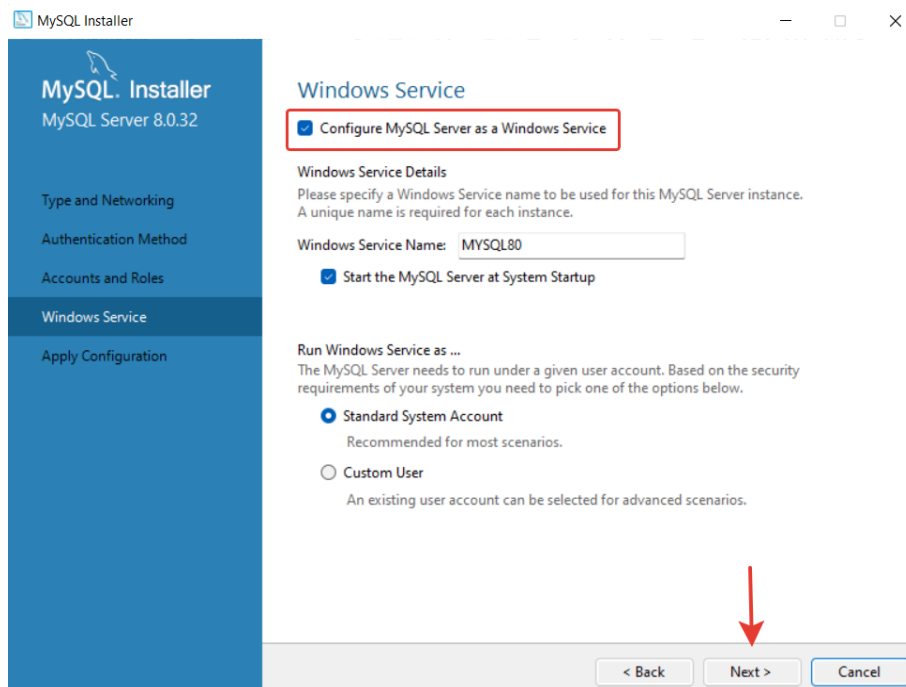 MySQL Installer
MySQL. Installer
MySQL Server 8.0.32
Type and Networking
Authentication Method
Accounts and Roles
Windows Service
Apply Configuration
Windows Service
Configure MySQL Server as a Windows Service
Windows Service Details
Please specify a Windows Service name to be used for this MySQL Server instance.
A unique name is required for each instance.
Windows Service Name: MYSQL80
Start the MySQL Server at System Startup
Run Windows Service as ...
The MySQL Server needs to run under a given user account. Based on the security
requirements of your system you need to pick one of the options below.
Standard System Account
Recommended for most scenarios.
Custom User
An existing user account can be selected for advanced scenarios.
< Back Next > Cancel